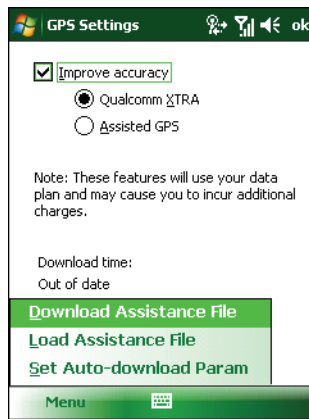 GPS Settings
ok
Improve accuracy
Qualcomm XTRA
Assisted GPS
Note: These features will use your data
plan and may cause you to incur additional
charges.
Download time:
Out of date
Download Assistance File
Load Assistance File
Set Auto-download Param
Menu